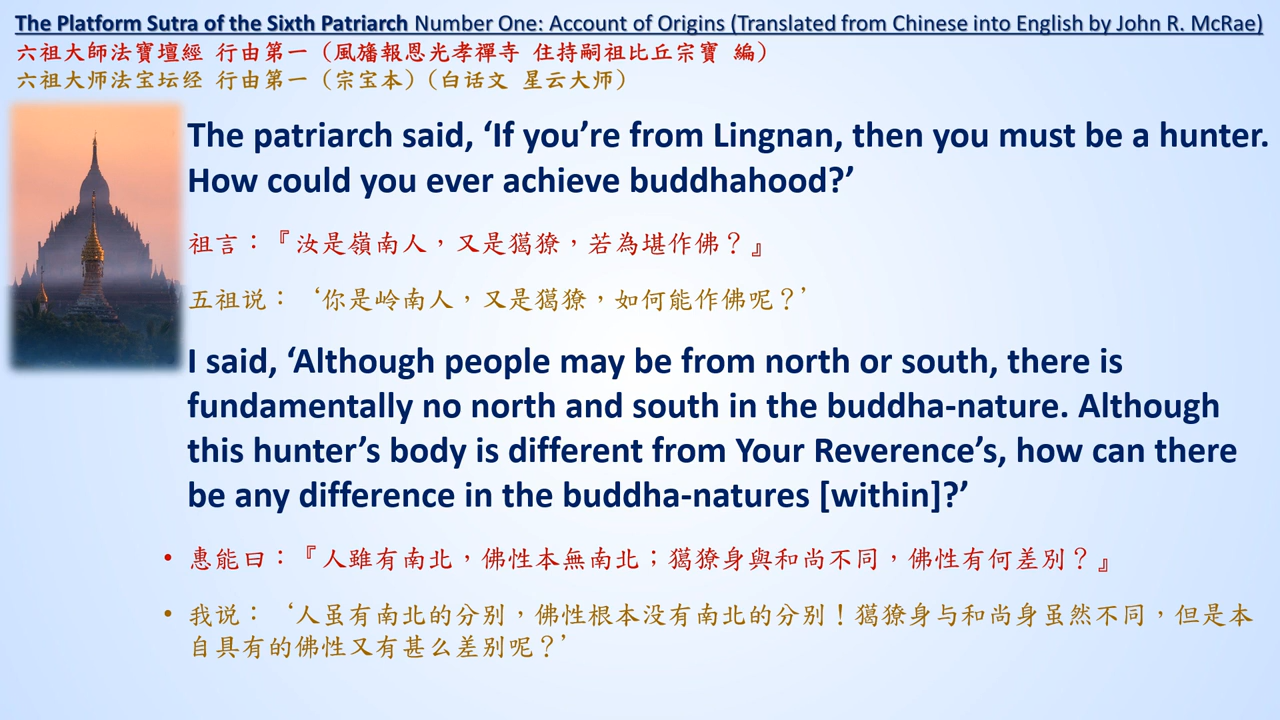 The Platform Sutra of the Sixth Patriarch Number One: Account of Origins (Translated from Chinese into English by John R. McRae)
六祖大師法寶壇經 行由第一（風旛報恩光孝禪寺 住持嗣祖比丘宗寶 編）
六祖大师法宝坛经 行由第一（宗宝本）（白话文 星云大师）
The patriarch said, ‘If you’re from Lingnan, then you must be a hunter.
How could you ever achieve buddhahood?’
祖言：『汝是嶺南人，又是獦獠，若為堪作佛？』
五祖说：‘你是岭南人，又是獦獠，如何能作佛呢？’
I said, ‘Although people may be from north or south, there is
fundamentally no north and south in the buddha-nature. Although
this hunter’s body is different from Your Reverence’s, how can there
be any difference in the buddha-natures [within]?’
• 惠能曰：『人雖有南北，佛性本無南北；獦獠身與和尚不同，佛性有何差別？』
• 我说：‘人虽有南北的分别，佛性根本没有南北的分别！獦獠身与和尚身虽然不同，但是本
自具有的佛性又有甚么差别呢？’